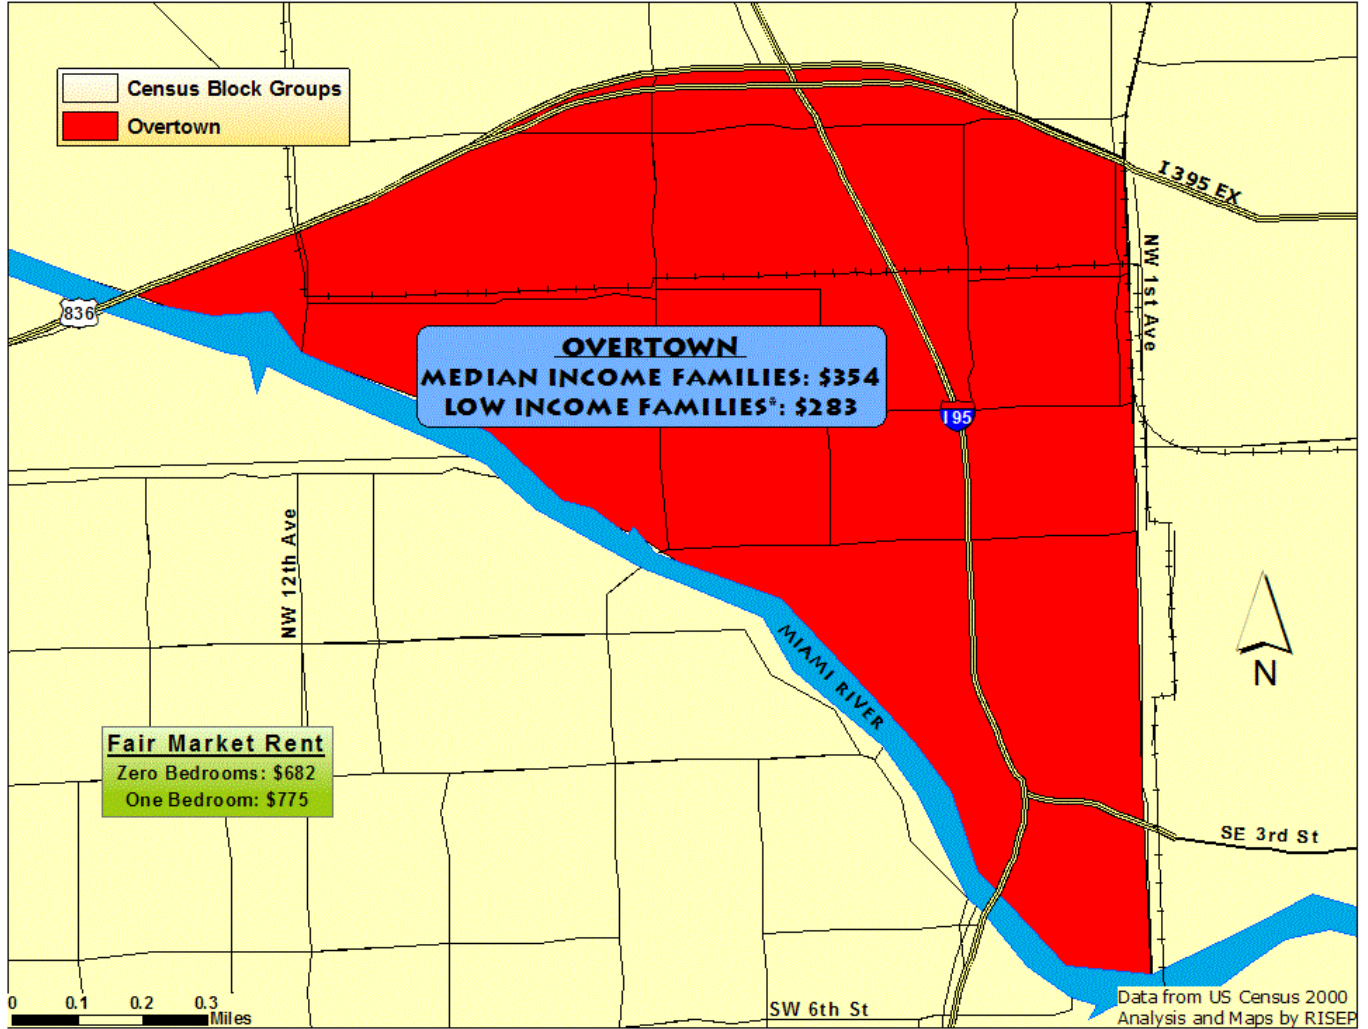 Census Block Groups
Overtown
I 395 EX
NW 1st Ave
836
OVERTOWN
MEDIAN INCOME FAMILIES: $354
LOW INCOME FAMILIES*: $283
I 95
NW 12th Ave
MIAMI RIVER
N
Fair Market Rent
Zero Bedrooms: $682
One Bedroom: $775
SE 3rd St
0 0.1 0.2 0.3
Miles
SW 6th St
Data from US Census 2000
Analysis and Maps by RISEP